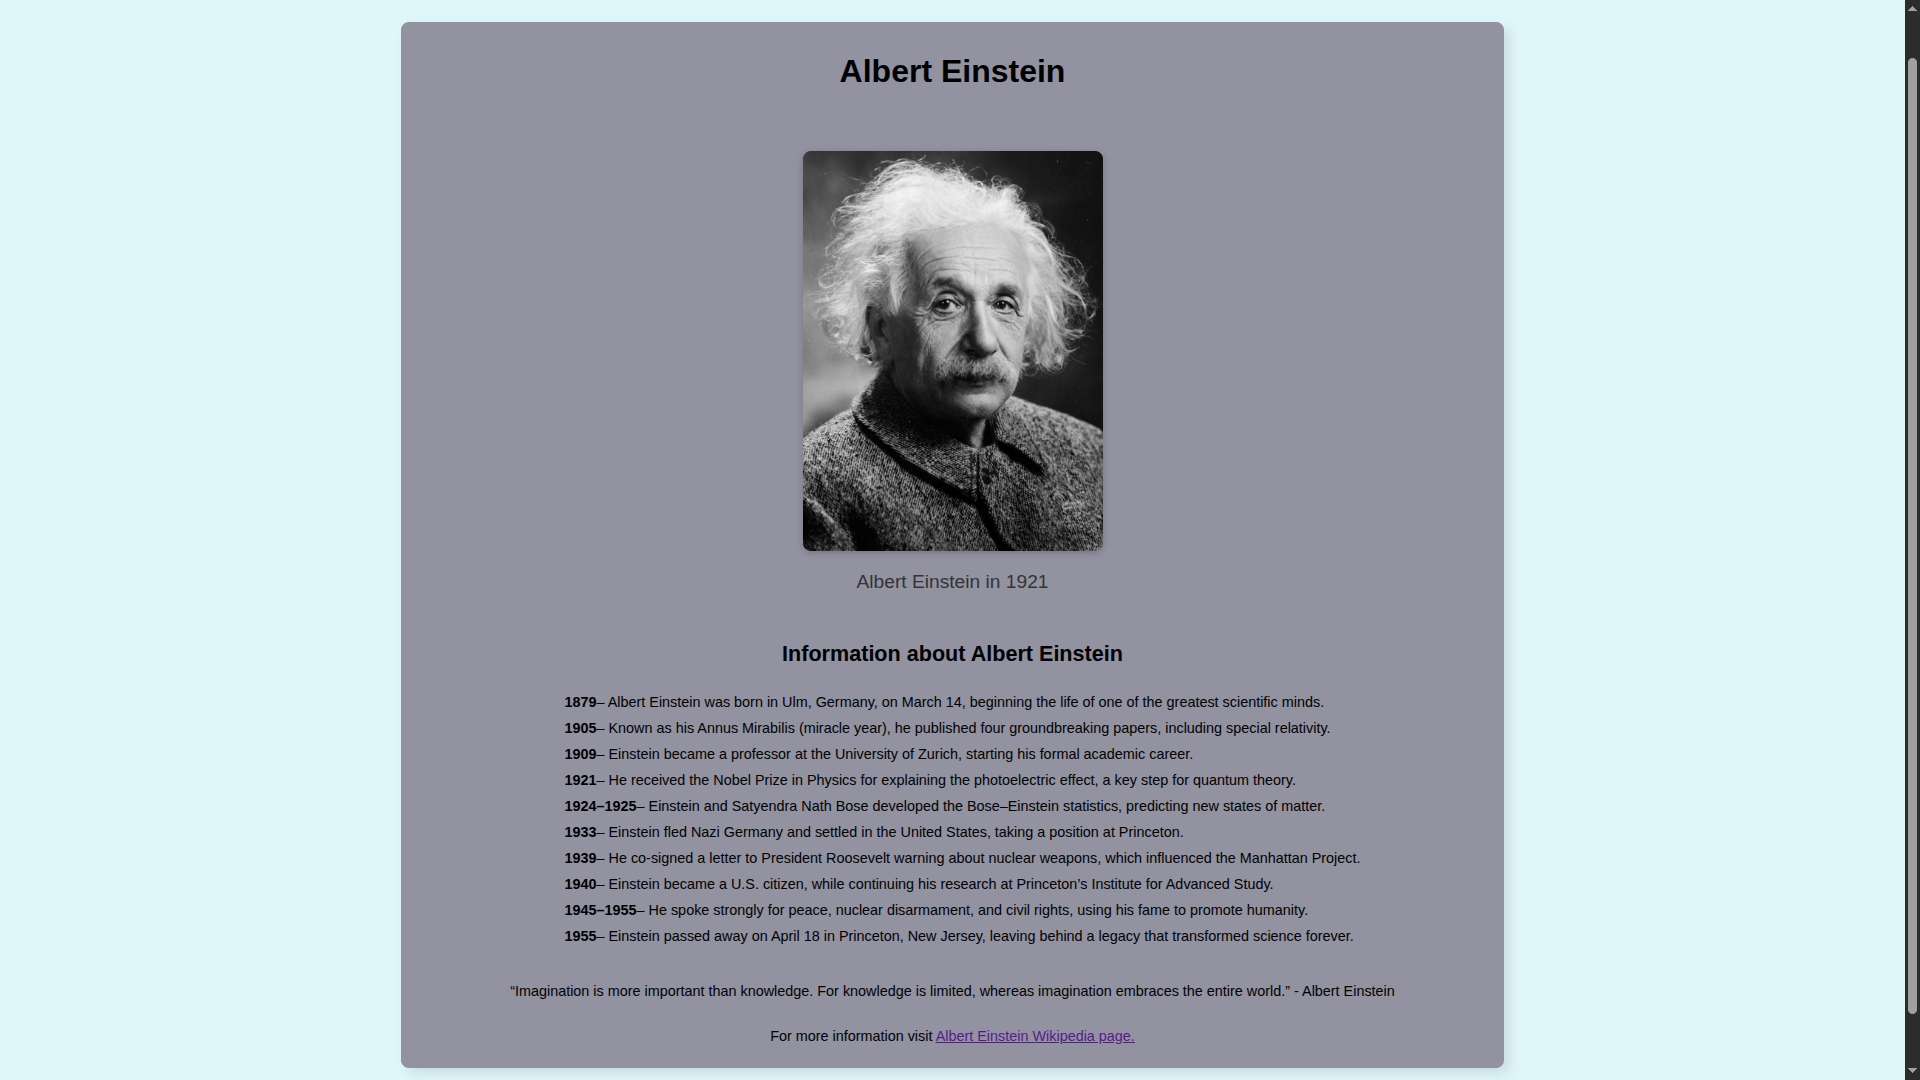 Albert Einstein
Albert Einstein in 1921
Information about Albert Einstein
1879– Albert Einstein was born in Ulm, Germany, on March 14, beginning the life of one of the greatest scientific minds.
1905– Known as his Annus Mirabilis (miracle year), he published four groundbreaking papers, including special relativity.
1909– Einstein became a professor at the University of Zurich, starting his formal academic career.
1921– He received the Nobel Prize in Physics for explaining the photoelectric effect, a key step for quantum theory.
1924–1925– Einstein and Satyendra Nath Bose developed the Bose–Einstein statistics, predicting new states of matter.
1933– Einstein fled Nazi Germany and settled in the United States, taking a position at Princeton.
1939– He co-signed a letter to President Roosevelt warning about nuclear weapons, which influenced the Manhattan Project.
1940– Einstein became a U.S. citizen, while continuing his research at Princeton’s Institute for Advanced Study.
1945–1955– He spoke strongly for peace, nuclear disarmament, and civil rights, using his fame to promote humanity.
1955– Einstein passed away on April 18 in Princeton, New Jersey, leaving behind a legacy that transformed science forever.
“Imagination is more important than knowledge. For knowledge is limited, whereas imagination embraces the entire world.” - Albert Einstein
For more information visit Albert Einstein Wikipedia page.